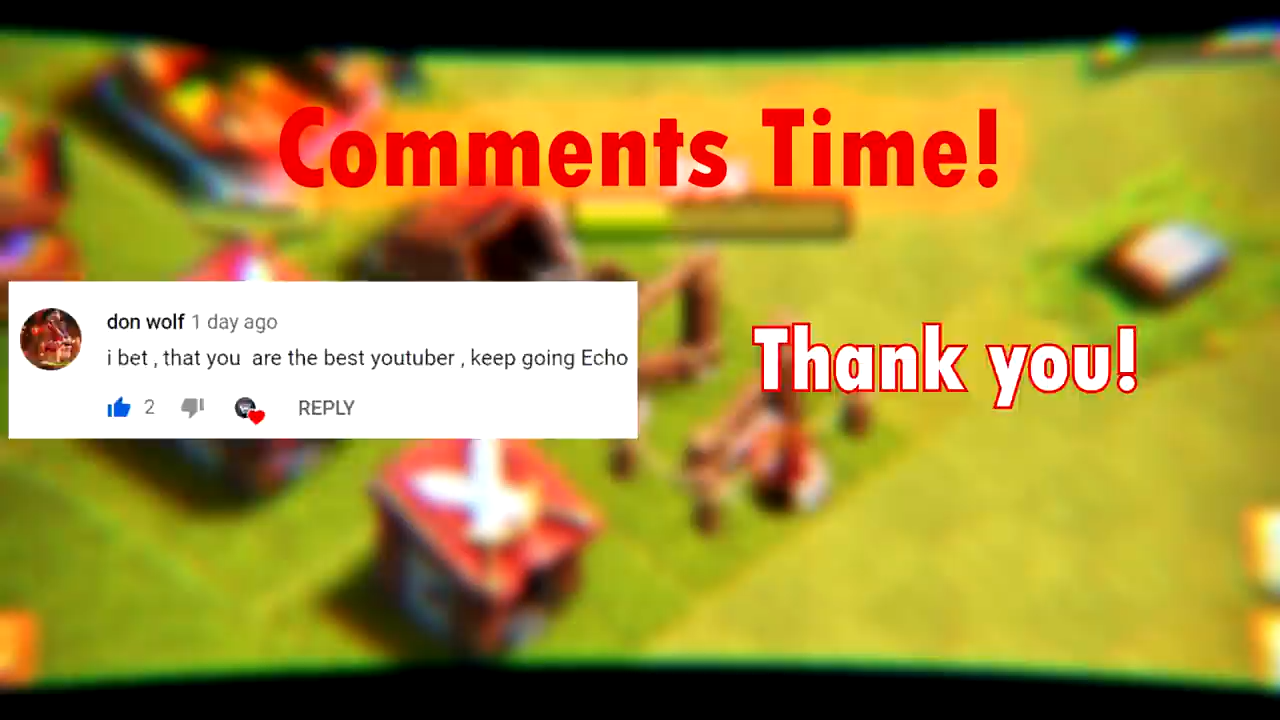 Comments Time!
don wolf 1 day ago
i bet , that you  are the best youtuber , keep going Echo
2 REPLY
Thank you!